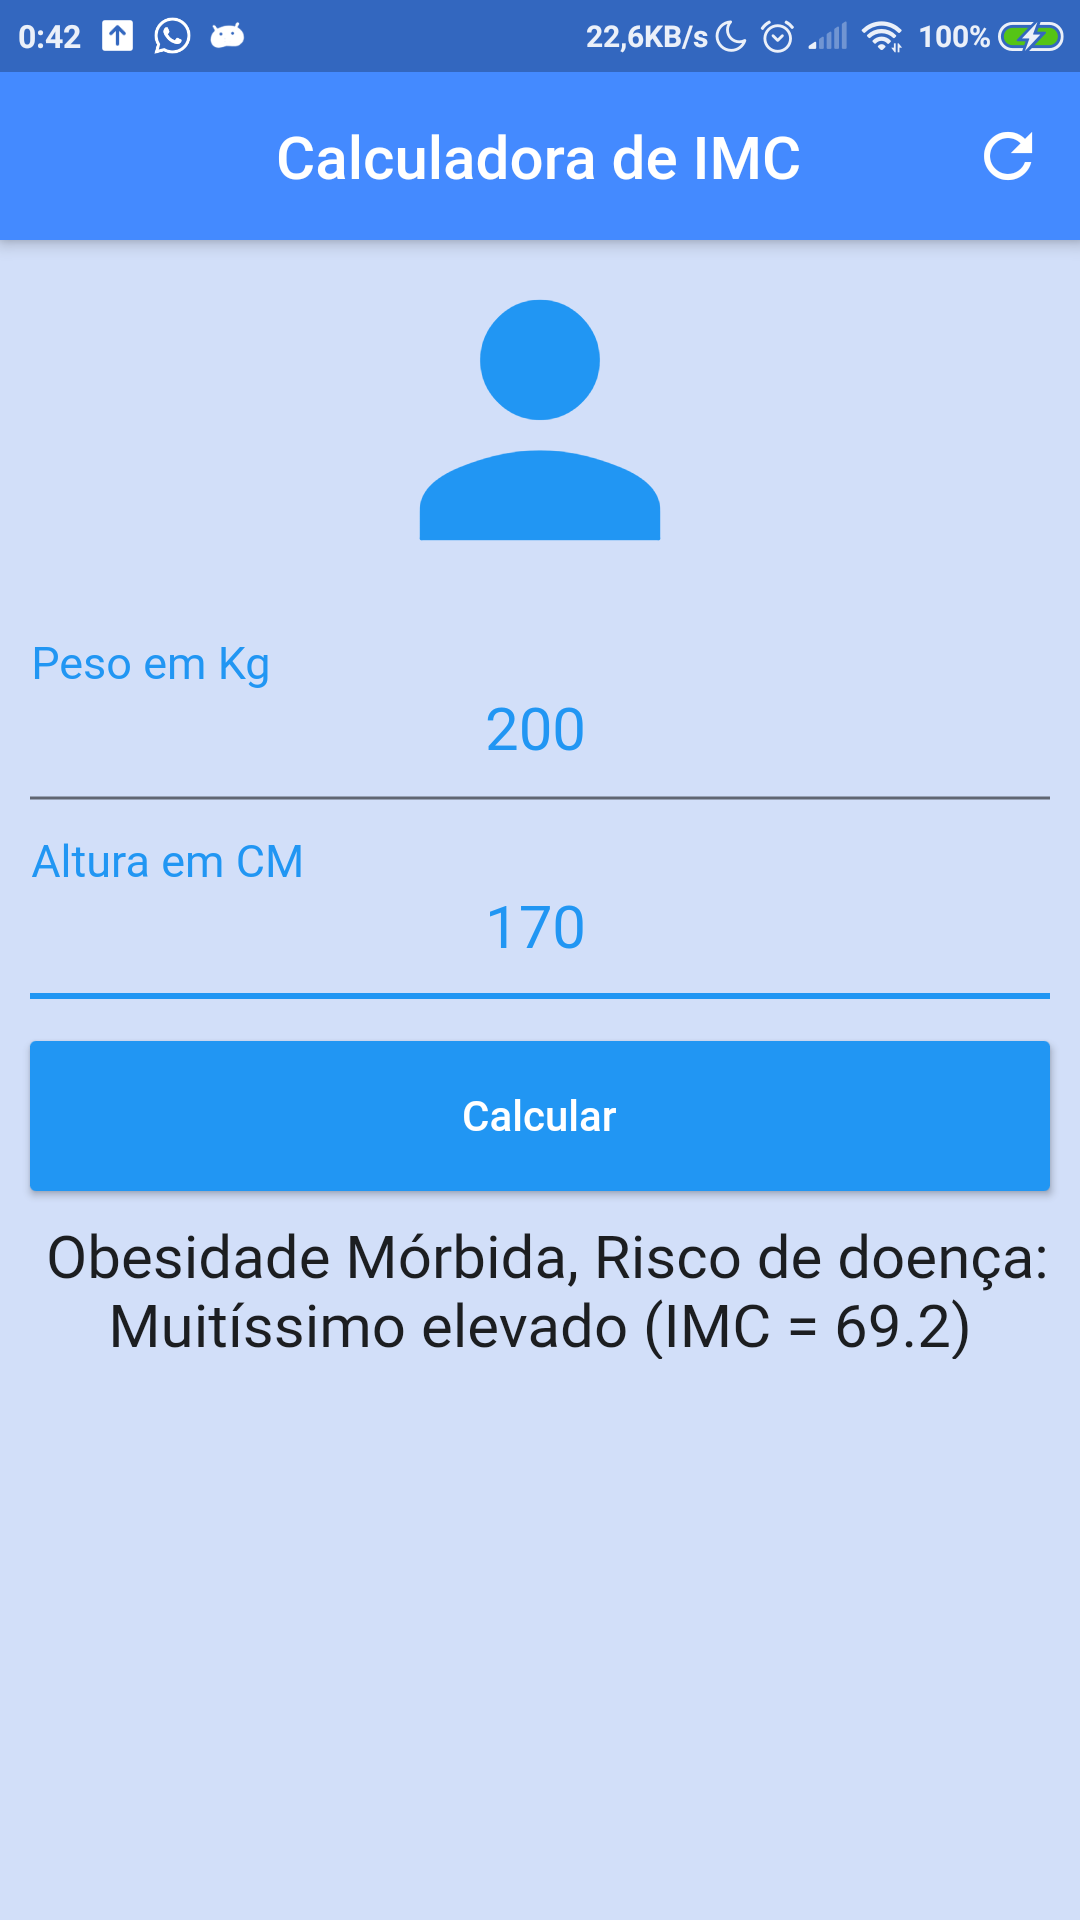 0:42 22,6KB/s 100%
Calculadora de IMC
Peso em Kg
200
Altura em CM
170
Calcular
Obesidade Mórbida, Risco de doença:
Muitíssimo elevado (IMC = 69.2)